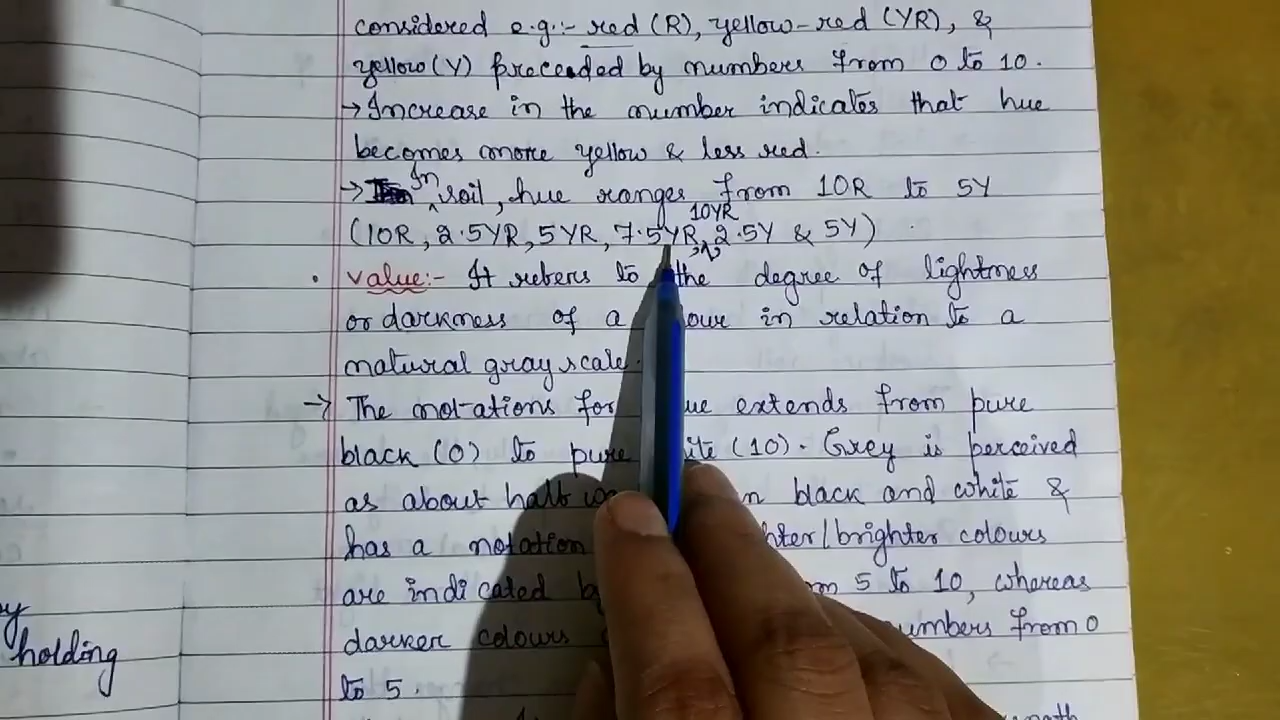 considered e.g:- red (R), yellow-red (YR), &
yellow (Y) preceeded by numbers from 0 to 10.
→ Increase in the number indicates that hue
becomes more yellow & less red.
→ In soil, hue ranges from 10R to 5Y
(10R, 2.5YR, 5YR, 7.5YR, 10YR, 2.5Y & 5Y)
• Value:- It refers to the degree of lightness
or darkness of a in relation to a
natural gray scale.
→ The notations for extends from pure
black (0) to pure (10). Grey is perceived
as about half black and white &
has a notation /brighter colours
are indicated 5 to 10, whereas
darker colours numbers from 0
to 5.
holding